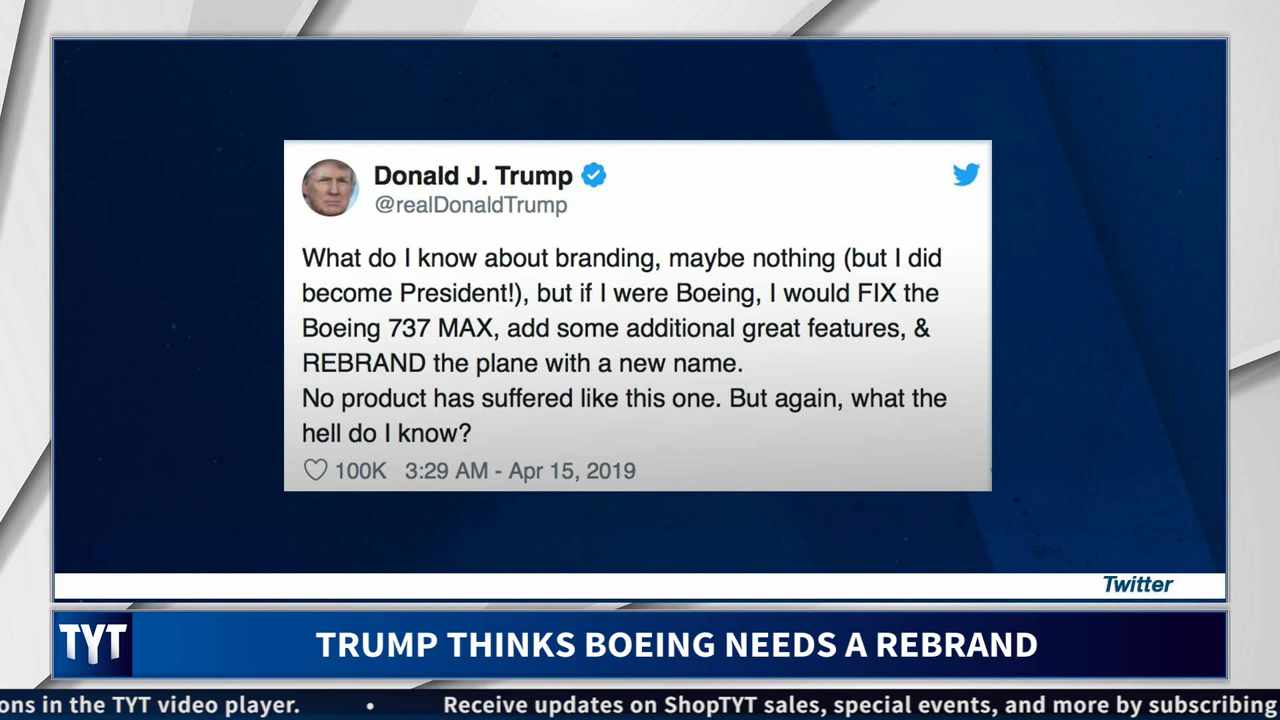 Donald J. Trump
@realDonaldTrump
What do I know about branding, maybe nothing (but I did
become President!), but if I were Boeing, I would FIX the
Boeing 737 MAX, add some additional great features, &
REBRAND the plane with a new name.
No product has suffered like this one. But again, what the
hell do I know?
100K 3:29 AM - Apr 15, 2019
Twitter
TYT TRUMP THINKS BOEING NEEDS A REBRAND
ons in the TYT video player. • Receive updates on ShopTYT sales, special events, and more by subscribing